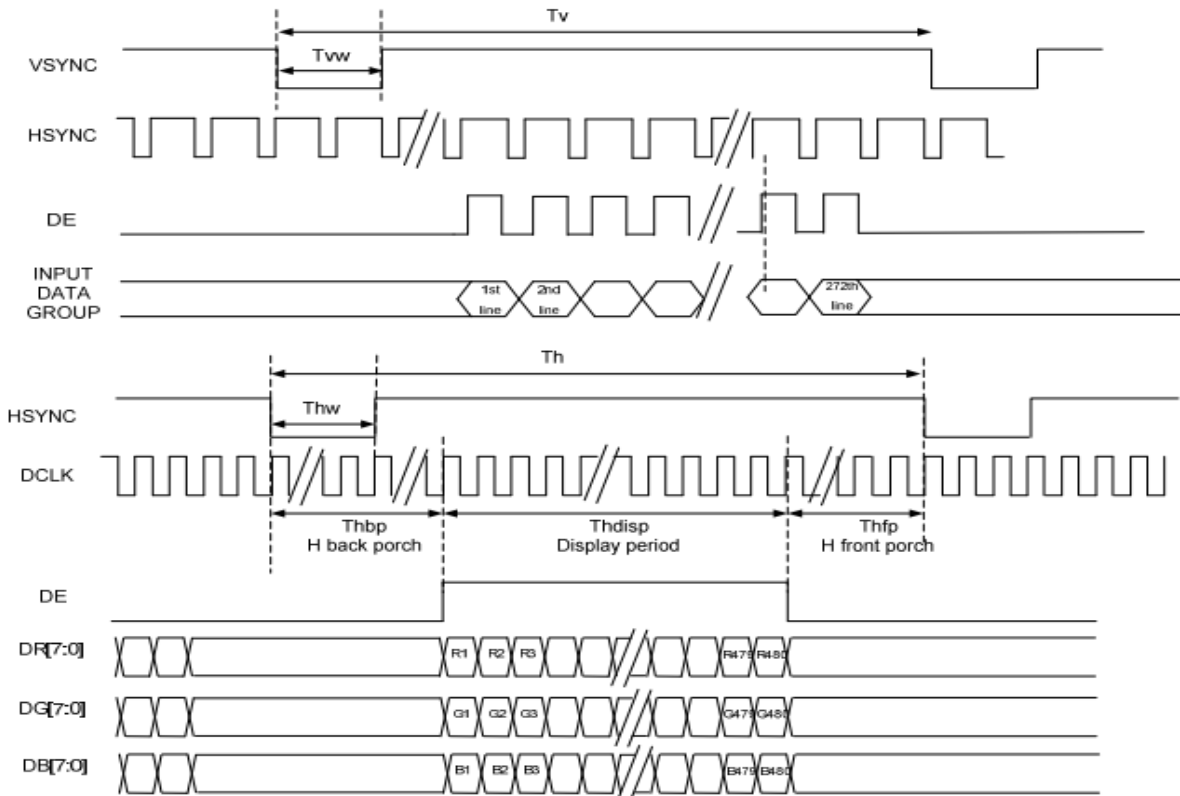 Tv
Tvw
VSYNC
HSYNC
DE
INPUT
DATA
GROUP
1st
line
2nd
line
272th
line
Th
Thw
HSYNC
DCLK
Thbp
H back porch
Thdisp
Display period
Thfp
H front porch
DE
DR[7:0]
R1 R2 R3 R479 R480
DG[7:0]
G1 G2 G3 G479 G480
DB[7:0]
B1 B2 B3 B479 B480